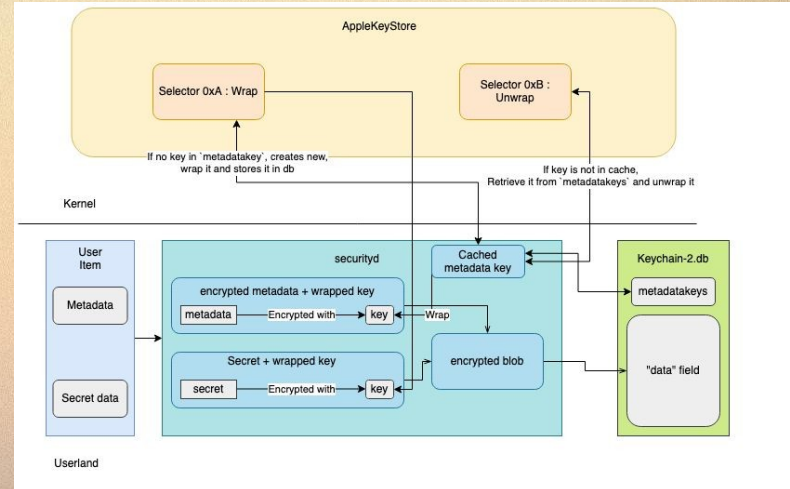 AppleKeyStore
Selector 0xA : Wrap
Selector 0xB :
Unwrap
If no key in `metadatakey`, creates new,
wrap it and stores it in db
If key is not in cache,
Retrieve it from `metadatakeys` and unwrap it
Kernel
User
Item
Metadata
Secret data
securityd
Cached
metadata key
encrypted metadata + wrapped key
metadata
Encrypted with
key
Wrap
Secret + wrapped key
secret
Encrypted with
key
encrypted blob
Keychain-2.db
metadatakeys
"data" field
Userland